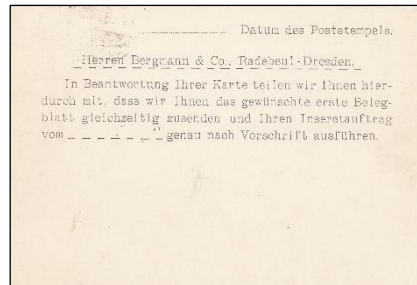 Datum des Poststempels.
Herren Bergmann & Co., Radebeul-Dresden.
In Beantwortung Ihrer Karte teilen wir Ihnen hier-
durch mit, dass wir Ihnen das gewünschte erste Beleg-
blatt gleichzeitig zusenden und Ihren Inseratauftrag
vom _ _ _ _ _ _ genau nach Vorschrift ausführen.